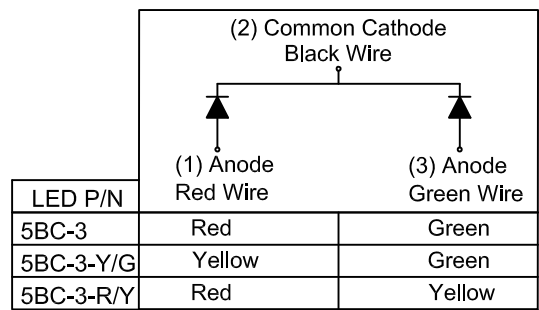 (2) Common Cathode
Black Wire
(1) Anode
Red Wire
(3) Anode
Green Wire
LED P/N
5BC-3 Red Green
5BC-3-Y/G Yellow Green
5BC-3-R/Y Red Yellow